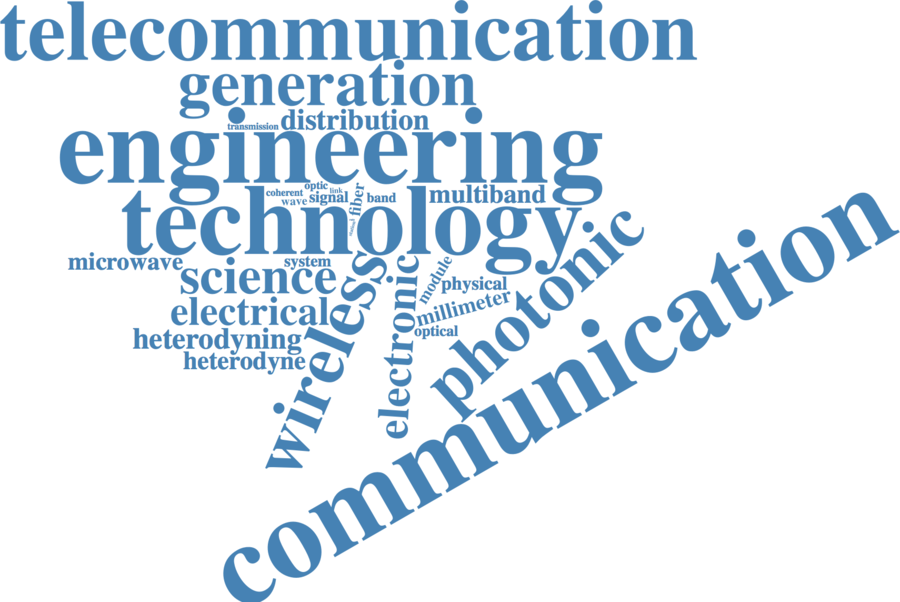 telecommunication
generation
transmission distribution
engineering
coherent optic link
wave signal fiber band multiband
technology
microwave system
science
module physical
electrical
millimeter
heterodyning
optical
heterodyne
wireless
electronic
photonic
communication